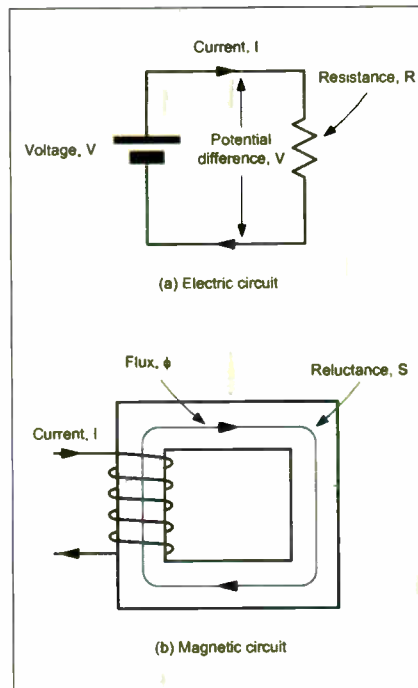 Current, I
Resistance, R
Voltage, V
Potential
difference, V
(a) Electric circuit
Flux, ϕ
Reluctance, S
Current, I
(b) Magnetic circuit